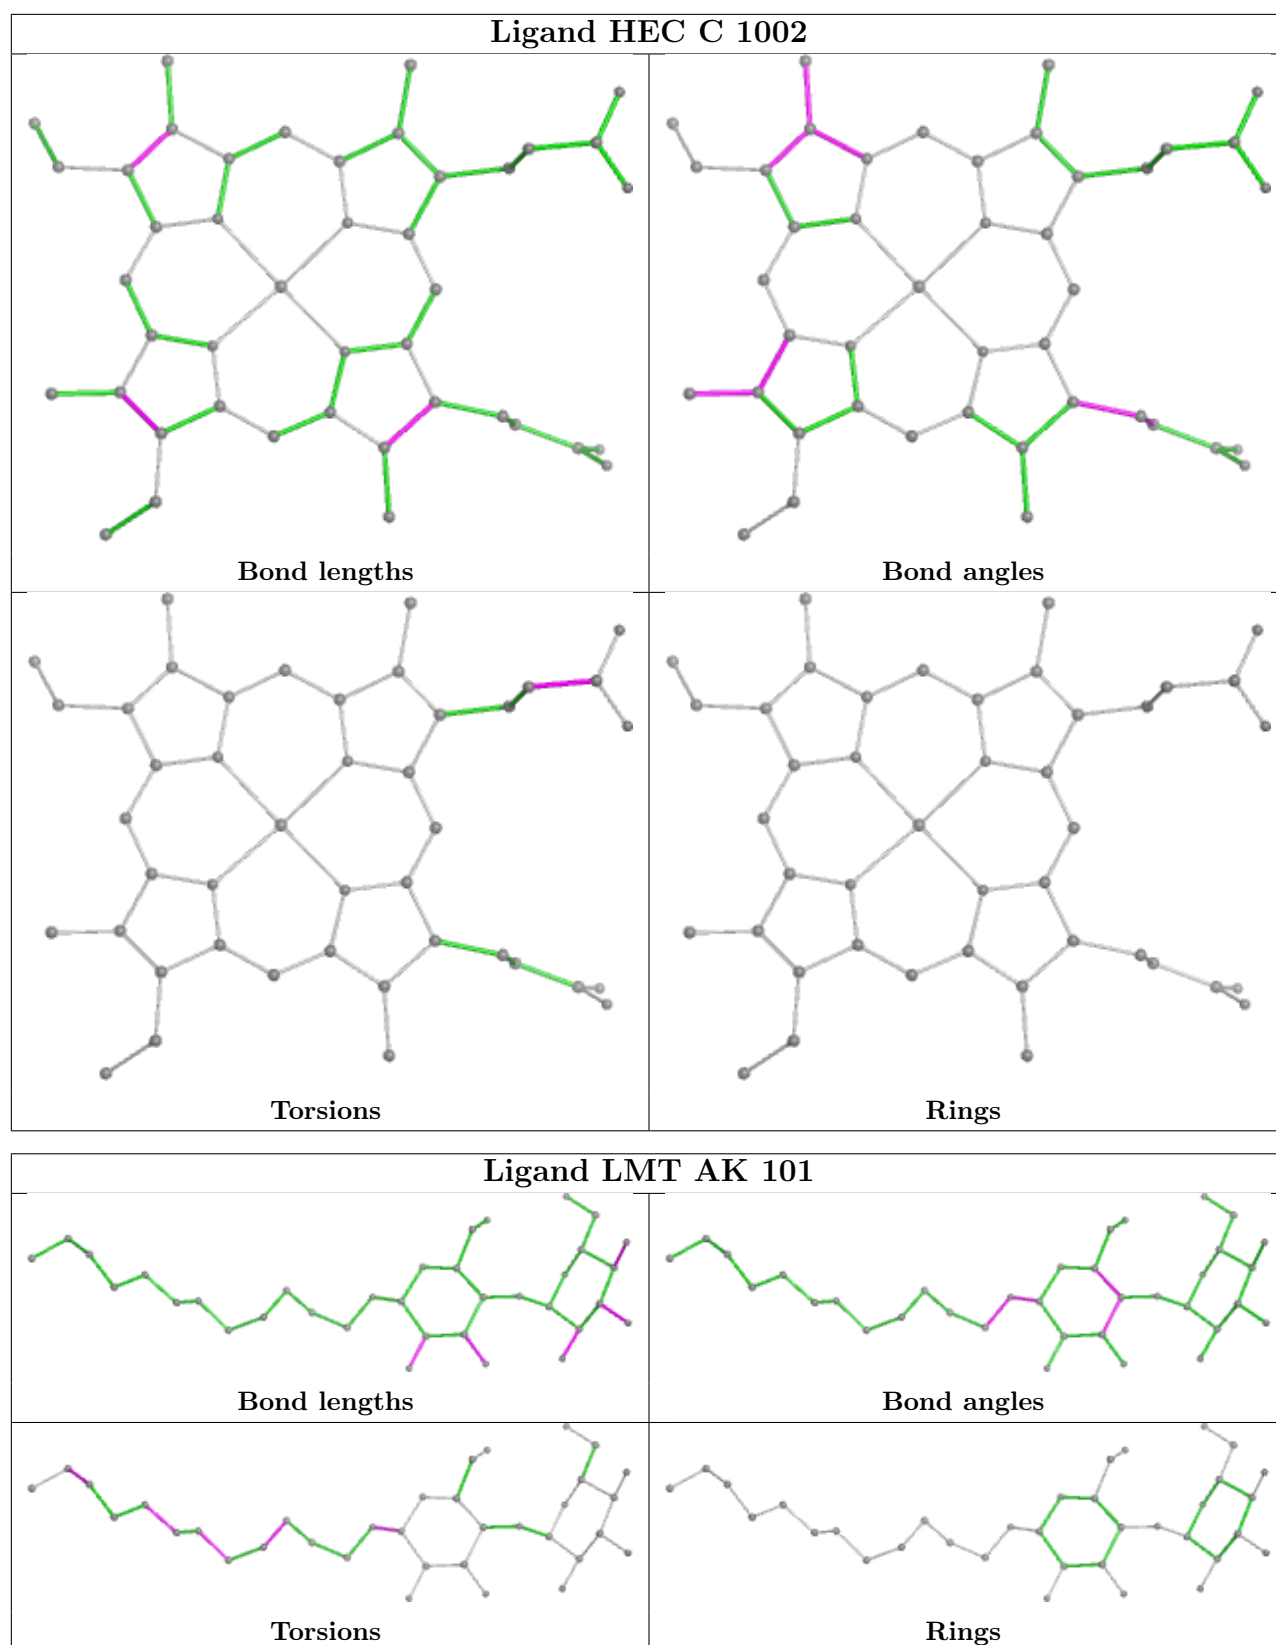 Ligand HEC C 1002
Bond lengths
Bond angles
Torsions
Rings
Ligand LMT AK 101
Bond lengths
Bond angles
Torsions
Rings